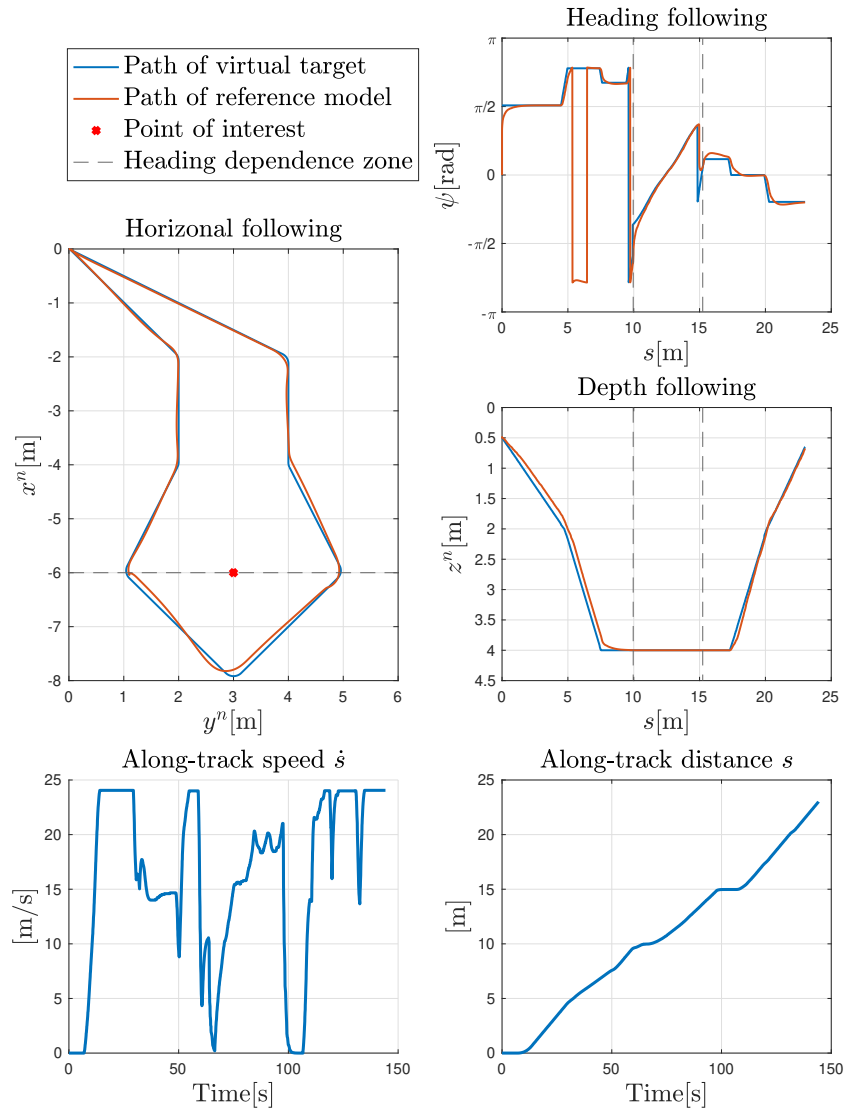 Path of virtual target
Path of reference model
Point of interest
Heading dependence zone
Heading following
π
π/2
0
-π/2
-π
ψ[rad]
0 5 10 15 20 25
s[m]
Horizonal following
0
-1
-2
-3
-4
-5
-6
-7
-8
xⁿ[m]
0 1 2 3 4 5 6
yⁿ[m]
Depth following
0
0.5
1
1.5
2
2.5
3
3.5
4
4.5
zⁿ[m]
0 5 10 15 20 25
s[m]
Along-track speed ṡ
25
20
15
10
5
0
[m/s]
0 50 100 150
Time[s]
Along-track distance s
25
20
15
10
5
0
[m]
0 50 100 150
Time[s]